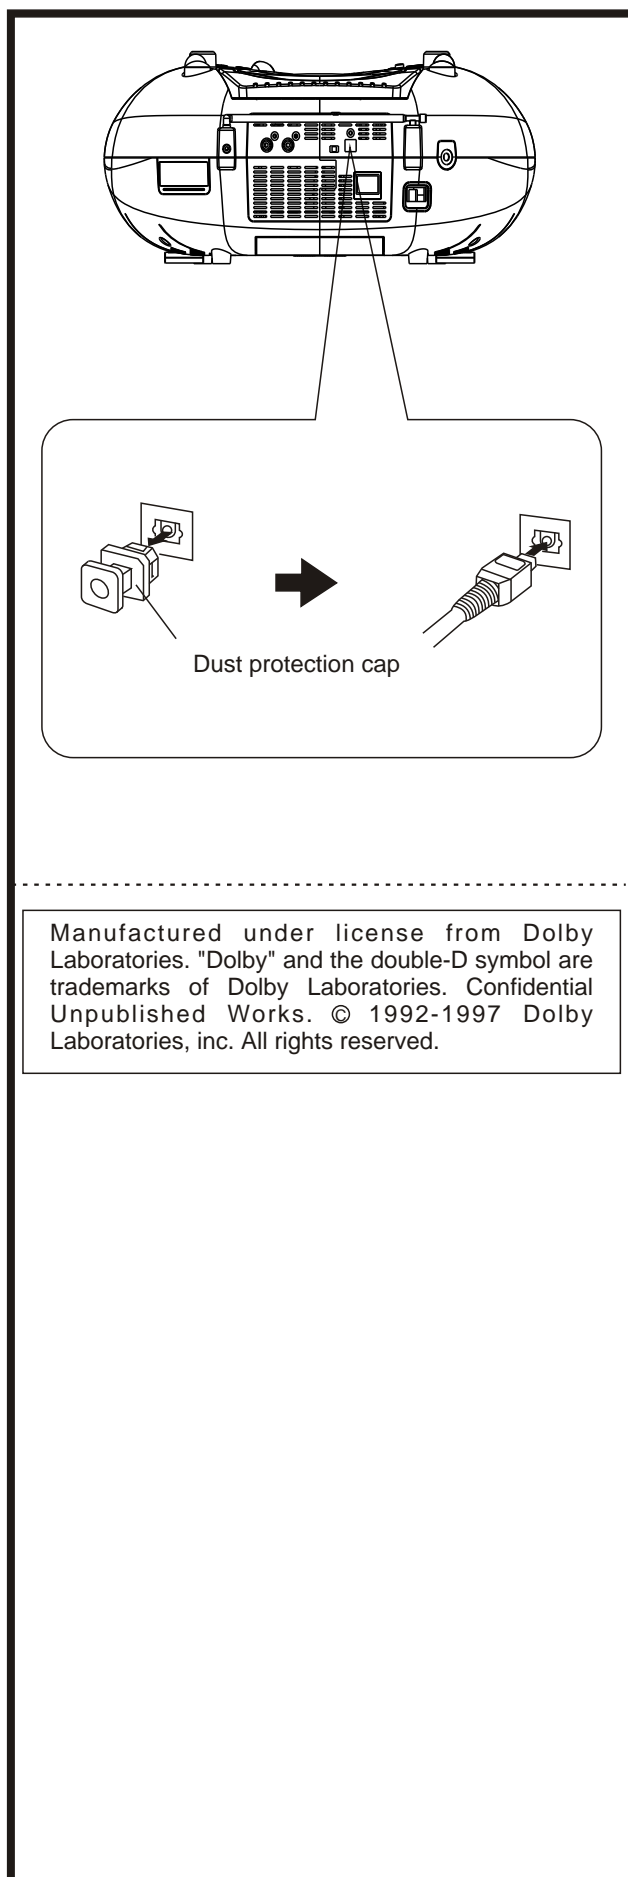 Dust protection cap
Manufactured under license from Dolby
Laboratories. "Dolby" and the double-D symbol are
trademarks of Dolby Laboratories. Confidential
Unpublished Works. © 1992-1997 Dolby
Laboratories, inc. All rights reserved.